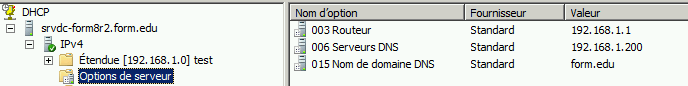 DHCP
srvdc-form8r2.form.edu
IPv4
Étendue [192.168.1.0] test
Options de serveur
Nom d'option Fournisseur Valeur
003 Routeur Standard 192.168.1.1
006 Serveurs DNS Standard 192.168.1.200
015 Nom de domaine DNS Standard form.edu